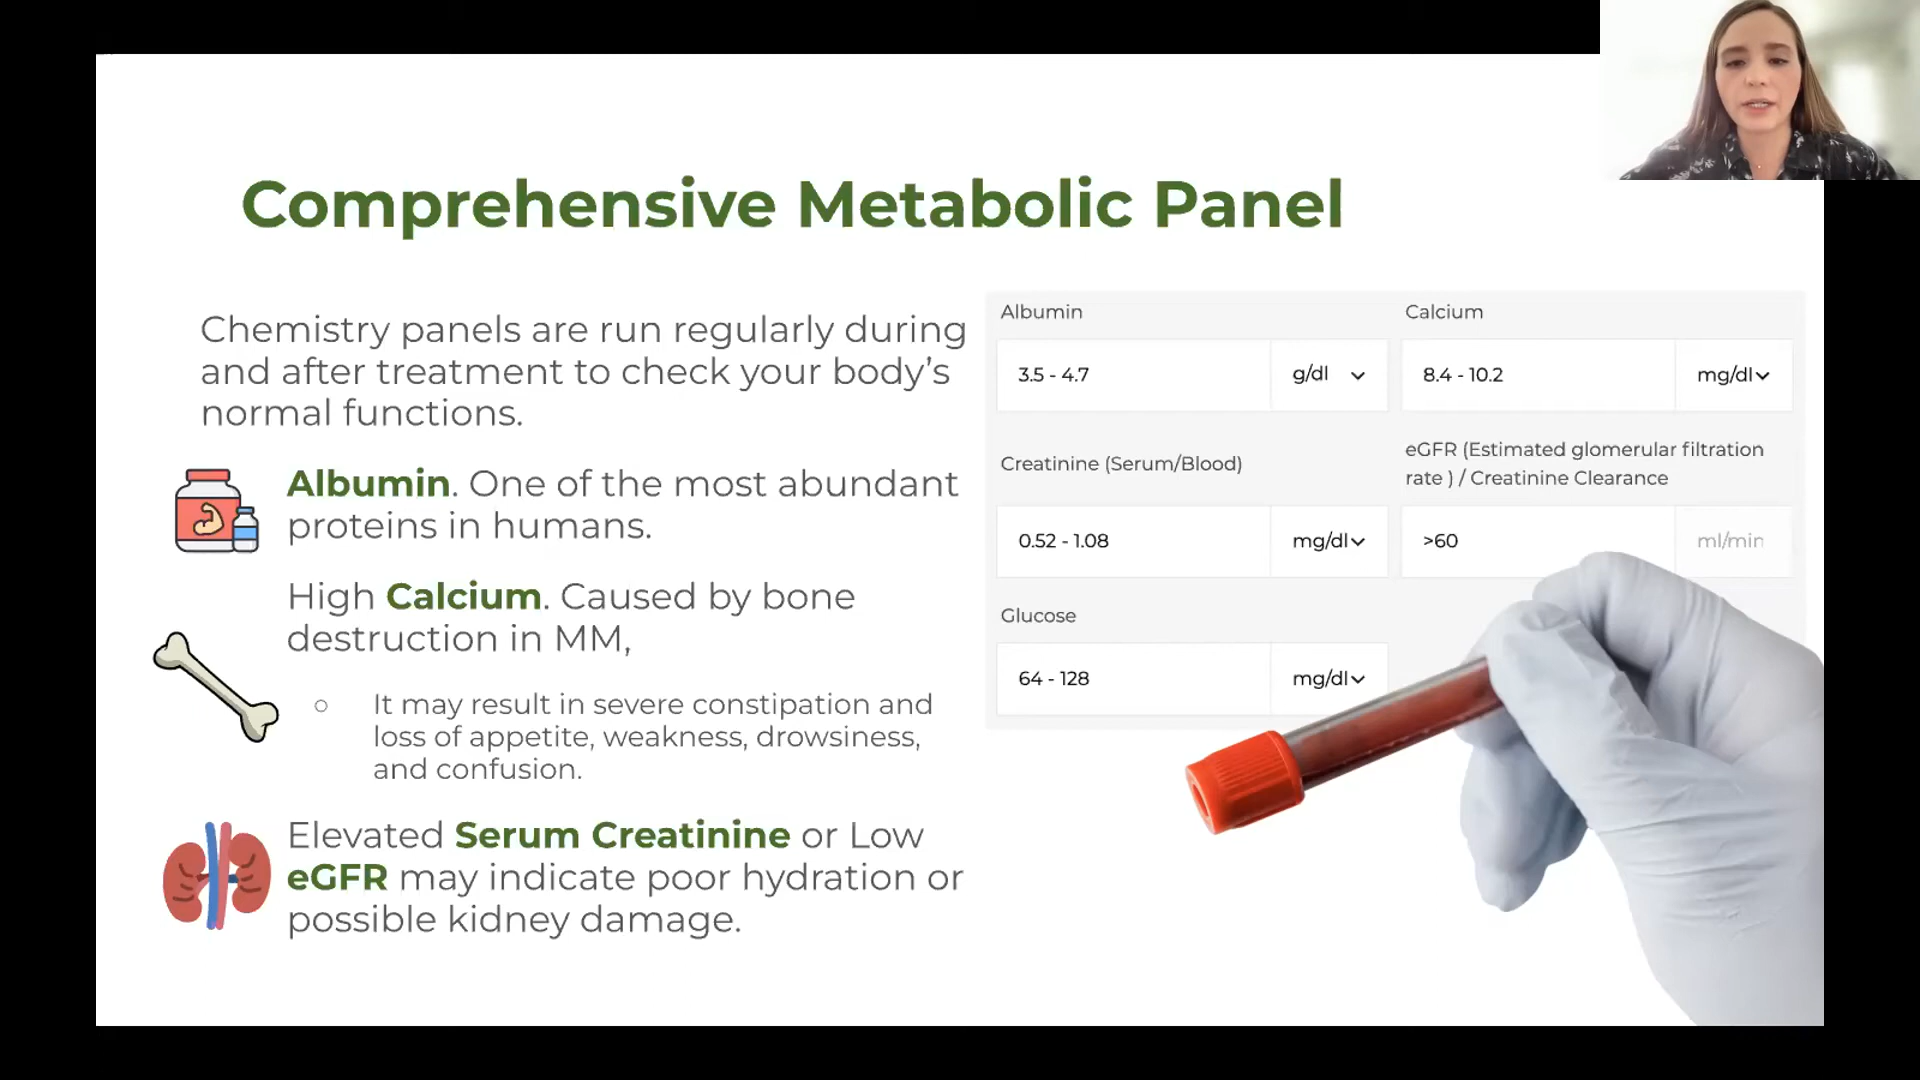 Comprehensive Metabolic Panel
Chemistry panels are run regularly during
and after treatment to check your body’s
normal functions.
Albumin. One of the most abundant
proteins in humans.
High Calcium. Caused by bone
destruction in MM,
○ It may result in severe constipation and
loss of appetite, weakness, drowsiness,
and confusion.
Elevated Serum Creatinine or Low
eGFR may indicate poor hydration or
possible kidney damage.
Albumin
3.5 - 4.7 g/dl
Calcium
8.4 - 10.2 mg/dl
Creatinine (Serum/Blood)
0.52 - 1.08 mg/dl
eGFR (Estimated glomerular filtration
rate ) / Creatinine Clearance
>60 ml/min
Glucose
64 - 128 mg/dl